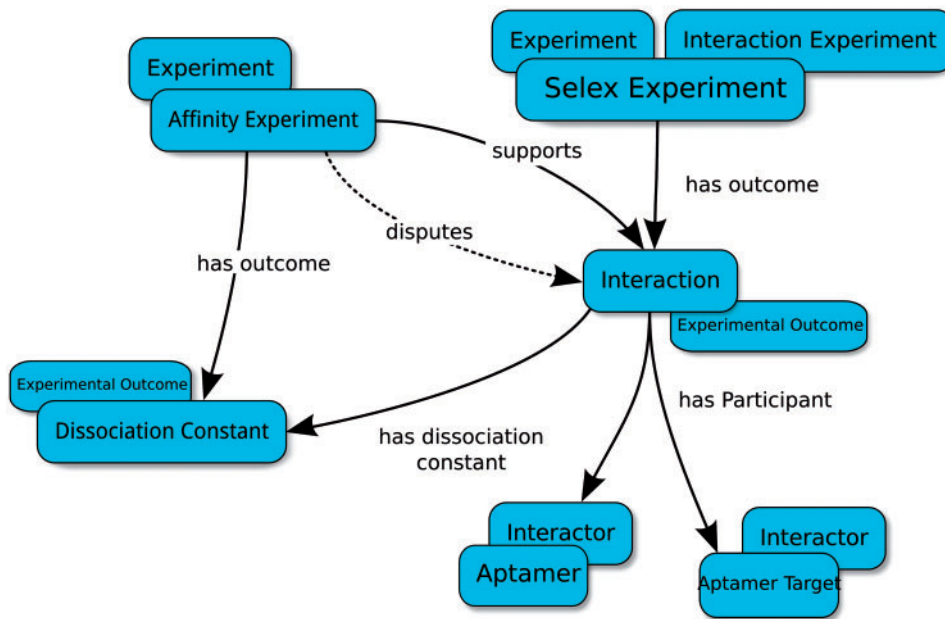 Experiment
Interaction Experiment
Experiment
Selex Experiment
Affinity Experiment
supports
has outcome
disputes
has outcome
Interaction
Experimental Outcome
Experimental Outcome
Dissociation Constant
has Participant
has dissociation
constant
Interactor
Interactor
Aptamer
Aptamer Target